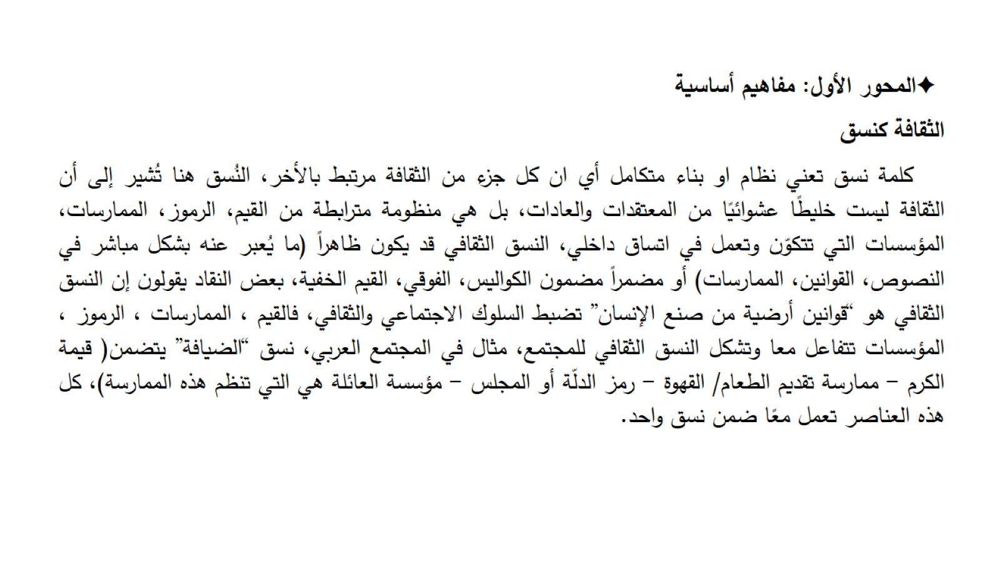 ✦المحور الأول: مفاهيم أساسية
الثقافة كنسق
كلمة نسق تعني نظام او بناء متكامل أي ان كل جزء من الثقافة مرتبط بالأخر، النُسق هنا تُشير إلى أن
الثقافة ليست خليطًا عشوائيًا من المعتقدات والعادات، بل هي منظومة مترابطة من القيم، الرموز، الممارسات،
المؤسسات التي تتكوّن وتعمل في اتساق داخلي، النسق الثقافي قد يكون ظاهراً (ما يُعبر عنه بشكل مباشر في
النصوص، القوانين، الممارسات) أو مضمراً مضمون الكواليس، الفوقي، القيم الخفية، بعض النقاد يقولون إن النسق
الثقافي هو “قوانين أرضية من صنع الإنسان” تضبط السلوك الاجتماعي والثقافي، فالقيم ، الممارسات ، الرموز ،
المؤسسات تتفاعل معا وتشكل النسق الثقافي للمجتمع، مثال في المجتمع العربي، نسق “الضيافة” يتضمن( قيمة
الكرم – ممارسة تقديم الطعام/ القهوة – رمز الدلّة أو المجلس – مؤسسة العائلة هي التي تنظم هذه الممارسة)، كل
هذه العناصر تعمل معًا ضمن نسق واحد.